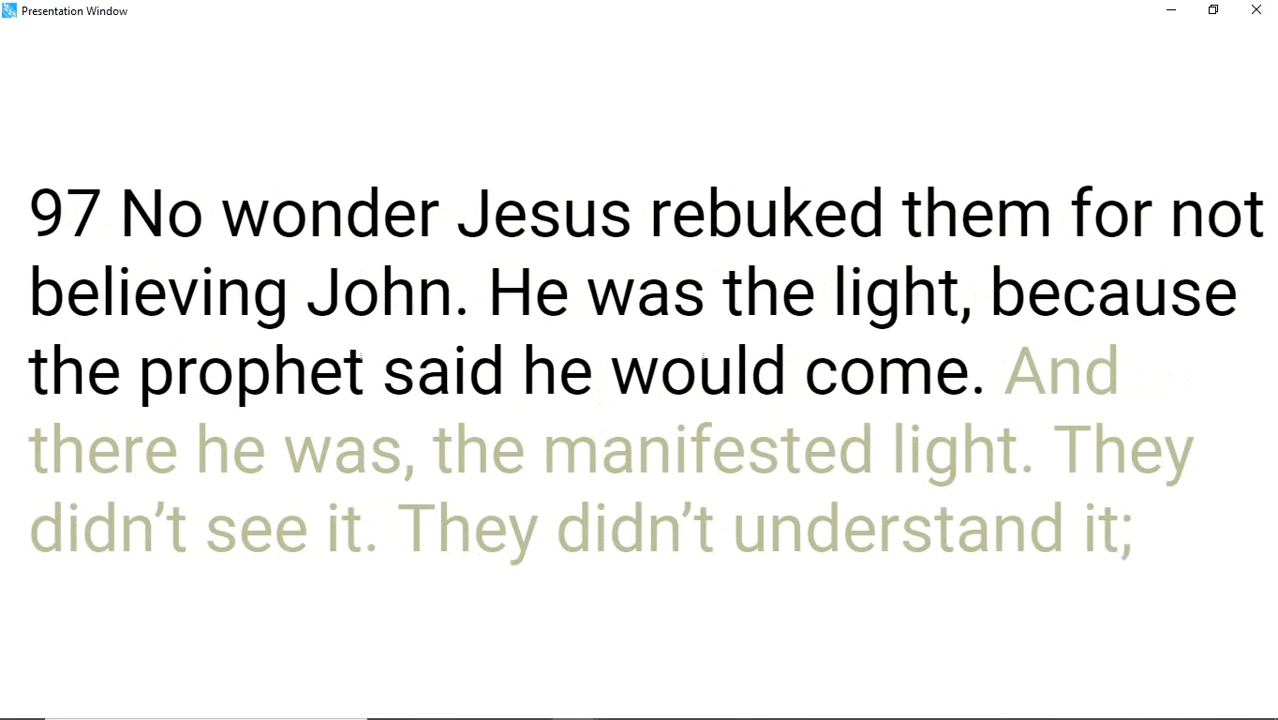 Presentation Window
97 No wonder Jesus rebuked them for not
believing John. He was the light, because
the prophet said he would come. And
there he was, the manifested light. They
didn’t see it. They didn’t understand it;